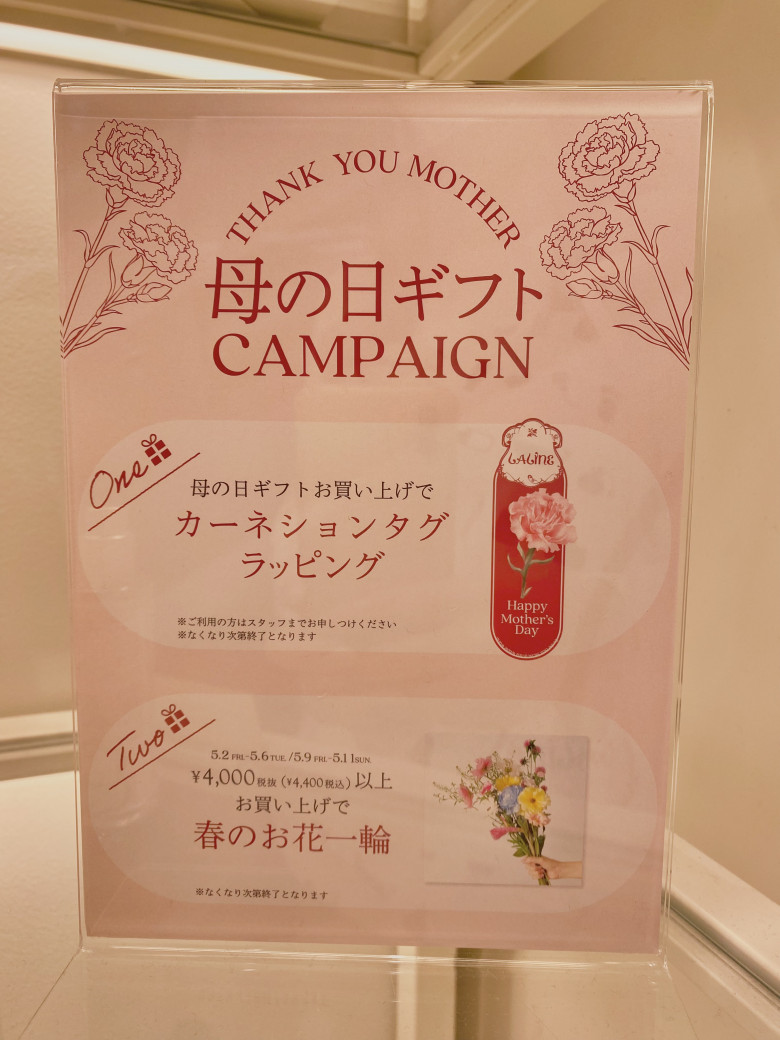 THANK YOU MOTHER
母の日ギフト
CAMPAIGN
One
母の日ギフトお買い上げで
カーネションタグ
ラッピング
※ご利用の方はスタッフまでお申しつけください
※なくなり次第終了となります
LALINE
Happy
Mother's
Day
Two
5.2 FRI.-5.6 TUE. / 5.9 FRI.-5.11 SUN.
¥4,000税抜 (¥4,400税込) 以上
お買い上げで
春のお花一輪
※なくなり次第終了となります